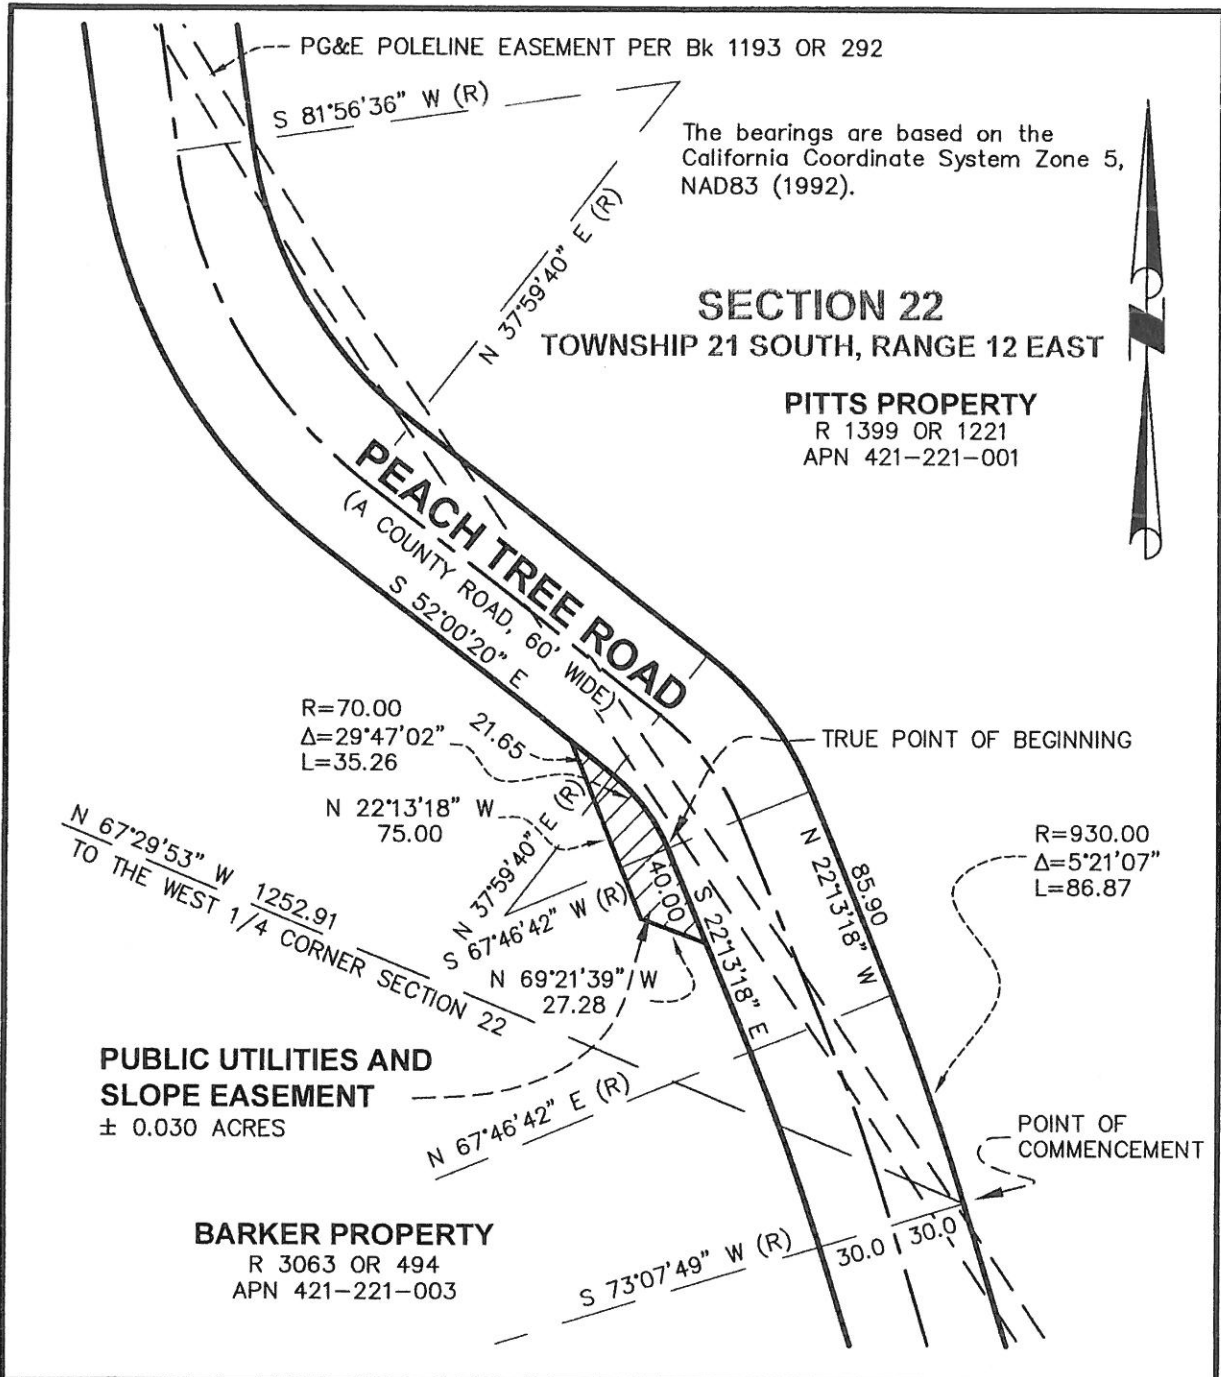 PG&E POLELINE EASEMENT PER Bk 1193 OR 292
S 81°56'36" W (R)
The bearings are based on the
California Coordinate System Zone 5,
NAD83 (1992).
N 37°59'40" E (R)
SECTION 22
TOWNSHIP 21 SOUTH, RANGE 12 EAST
PITTS PROPERTY
R 1399 OR 1221
APN 421-221-001
PEACH TREE ROAD
(A COUNTY ROAD, 60' WIDE)
S 52°00'20" E
R=70.00
Δ=29°47'02"
L=35.26
21.65
TRUE POINT OF BEGINNING
N 22°13'18" W
75.00
N 37°59'40" E (R)
S 67°46'42" W (R)
40.00
S 22°13'18" E
N 22°13'18" W
85.90
R=930.00
Δ=5°21'07"
L=86.87
N 67°29'53" W 1252.91
TO THE WEST 1/4 CORNER SECTION 22
N 69°21'39" W
27.28
PUBLIC UTILITIES AND
SLOPE EASEMENT
± 0.030 ACRES
N 67°46'42" E (R)
POINT OF
COMMENCEMENT
BARKER PROPERTY
R 3063 OR 494
APN 421-221-003
S 73°07'49" W (R)
30.0
30.0